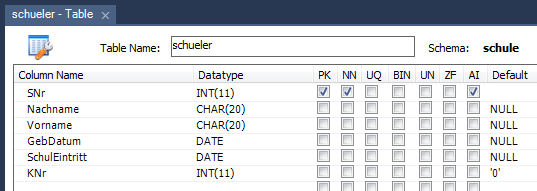 schueler - Table ×
Table Name: schueler Schema: schule
Column Name Datatype PK NN UQ BIN UN ZF AI Default
SNr INT(11)
Nachname CHAR(20) NULL
Vorname CHAR(20) NULL
GebDatum DATE NULL
SchulEintritt DATE NULL
KNr INT(11) '0'